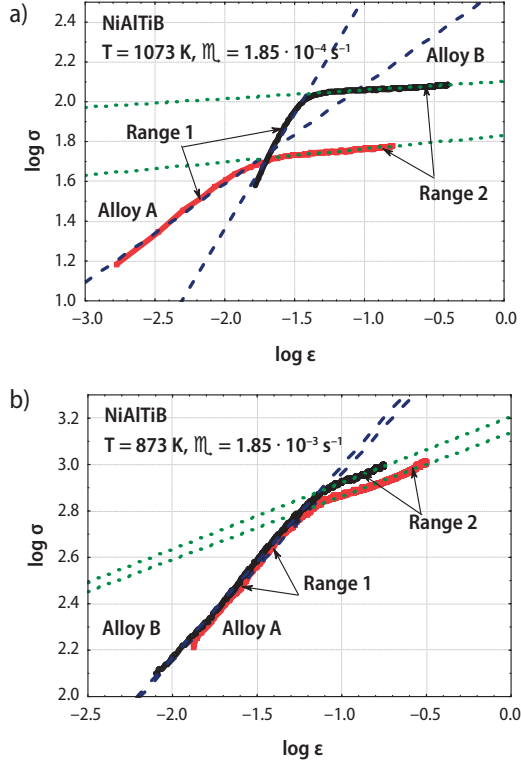 a)
NiAlTiB
T = 1073 K, ɱ = 1.85 · 10⁻⁴ s⁻¹
Alloy B
Range 1
Range 2
Alloy A
log σ
2.4
2.2
2.0
1.8
1.6
1.4
1.2
1.0
-3.0 -2.5 -2.0 -1.5 -1.0 -0.5 0.0
log ε
b)
NiAlTiB
T = 873 K, ɱ = 1.85 · 10⁻³ s⁻¹
Range 2
Range 1
Alloy B Alloy A
log σ
3.2
3.0
2.8
2.6
2.4
2.2
2.0
-2.5 -2.0 -1.5 -1.0 -0.5 0.0
log ε